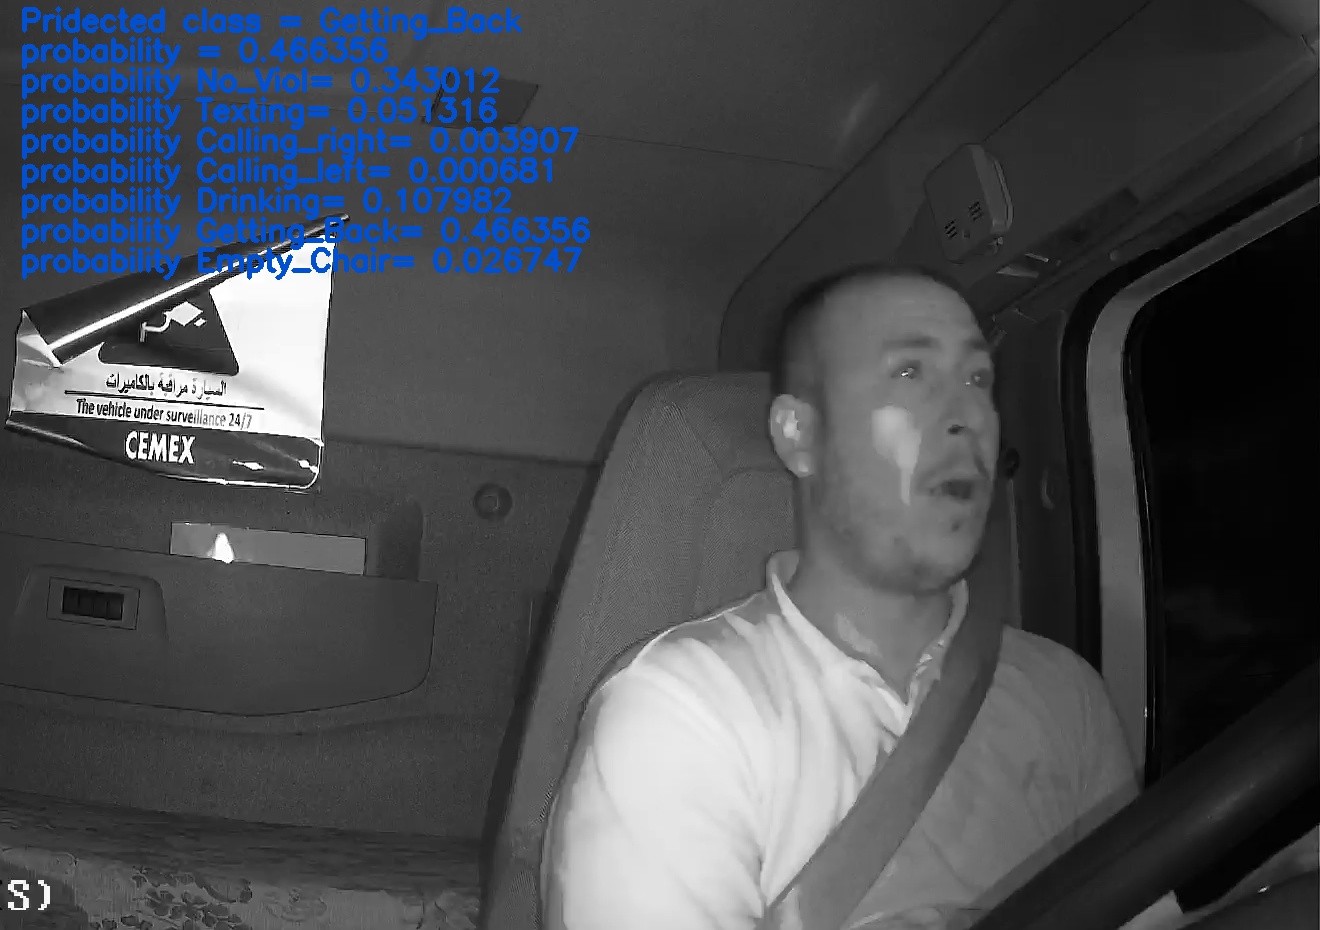 Pridected class = Getting_Back
probability = 0.466356
probability No_Viol= 0.343012
probability Texting= 0.051316
probability Calling_right= 0.003907
probability Calling_left= 0.000681
probability Drinking= 0.107982
probability Getting_Back= 0.466356
probability Empty_Chair= 0.026747
السيارة مراقبة بالكاميرات
The vehicle under surveillance 24/7
CEMEX
S)